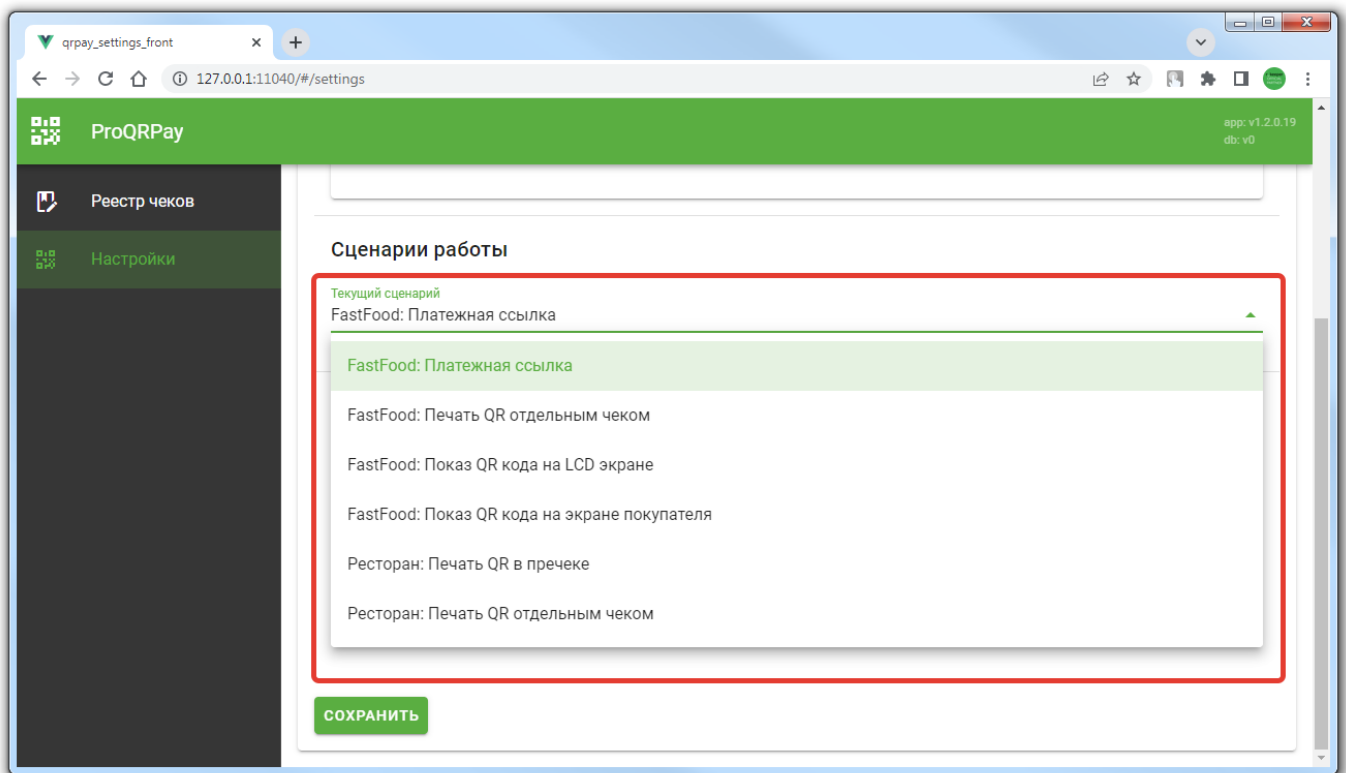 qrpay_settings_front
127.0.0.1:11040/#/settings
ProQRPay
app: v1.2.0.19
db: v0
Реестр чеков
Настройки
Сценарии работы
Текущий сценарий
FastFood: Платежная ссылка
FastFood: Платежная ссылка
FastFood: Печать QR отдельным чеком
FastFood: Показ QR кода на LCD экране
FastFood: Показ QR кода на экране покупателя
Ресторан: Печать QR в пречеке
Ресторан: Печать QR отдельным чеком
СОХРАНИТЬ